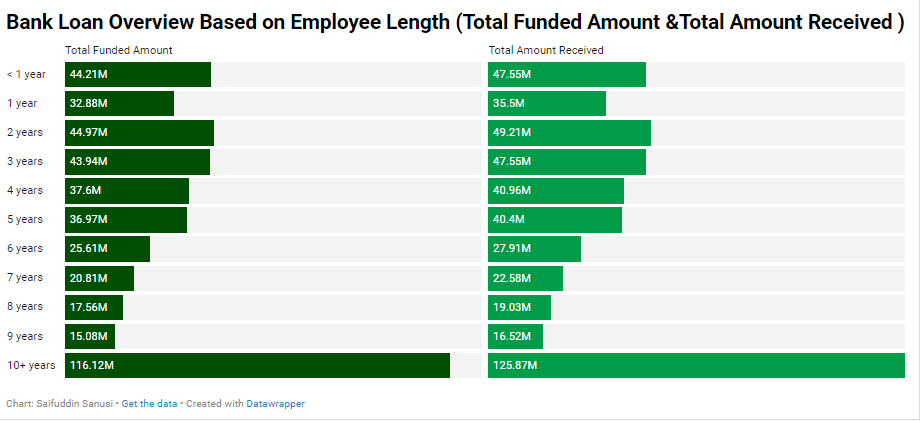 Bank Loan Overview Based on Employee Length (Total Funded Amount &Total Amount Received )
Total Funded Amount Total Amount Received
< 1 year 44.21M 47.55M
1 year 32.88M 35.5M
2 years 44.97M 49.21M
3 years 43.94M 47.55M
4 years 37.6M 40.96M
5 years 36.97M 40.4M
6 years 25.61M 27.91M
7 years 20.81M 22.58M
8 years 17.56M 19.03M
9 years 15.08M 16.52M
10+ years 116.12M 125.87M
Chart: Saifuddin Sanusi • Get the data • Created with Datawrapper